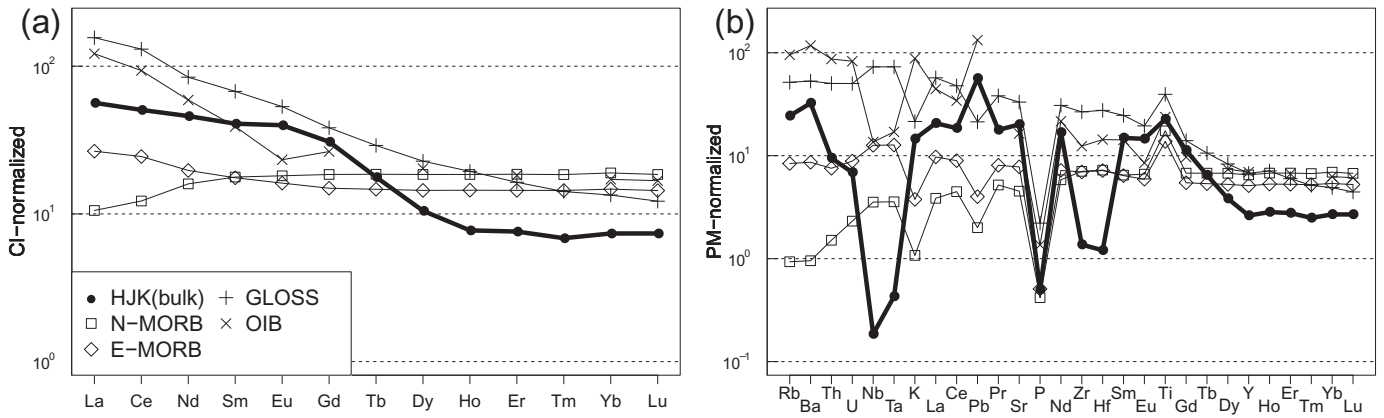 (a)
CI−normalized
10²
10¹
10⁰
HJK(bulk)
N−MORB
E−MORB
GLOSS
OIB
La Ce Nd Sm Eu Gd Tb Dy Ho Er Tm Yb Lu
(b)
PM−normalized
10²
10¹
10⁰
10⁻¹
Rb Ba Th U Nb Ta K La Ce Pb Pr Sr P Nd Zr Hf Sm Eu Ti Gd Tb Dy Y Ho Er Tm Yb Lu